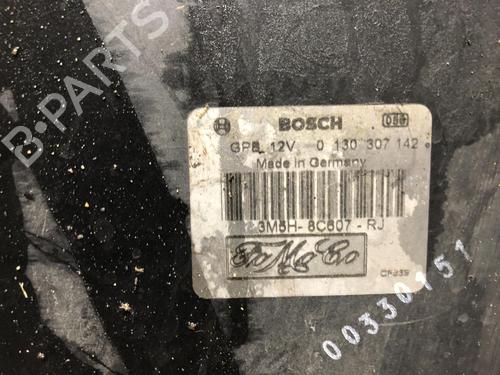 B-PARTS
BOSCH
GPB 12V 0 130 307 142
Made in Germany
3M5H-8C607-RJ
FoMoCo
00330151